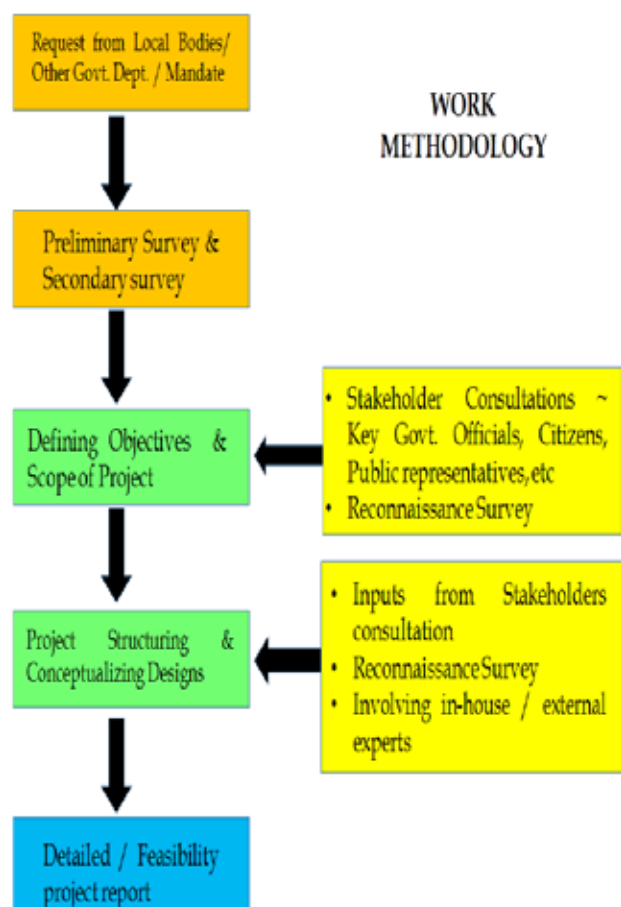 Request from Local Bodies/
Other Govt. Dept. / Mandate
WORK
METHODOLOGY
Preliminary Survey &
Secondary survey
Defining Objectives &
Scope of Project
• Stakeholder Consultations ~
Key Govt. Officials, Citizens,
Public representatives, etc
• Reconnaissance Survey
Project Structuring &
Conceptualizing Designs
• Inputs from Stakeholders
consultation
• Reconnaissance Survey
• Involving in-house / external
experts
Detailed / Feasibility
project report